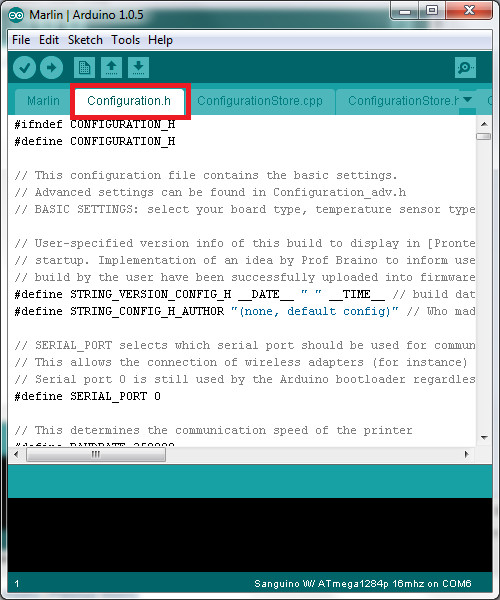 Marlin | Arduino 1.0.5
File Edit Sketch Tools Help
Marlin Configuration.h ConfigurationStore.cpp ConfigurationStore.h
#ifndef CONFIGURATION_H
#define CONFIGURATION_H
// This configuration file contains the basic settings.
// Advanced settings can be found in Configuration_adv.h
// BASIC SETTINGS: select your board type, temperature sensor type
// User-specified version info of this build to display in [Pronte
// startup. Implementation of an idea by Prof Braino to inform use
// build by the user have been successfully uploaded into firmware
#define STRING_VERSION_CONFIG_H __DATE__ " " __TIME__ // build dat
#define STRING_CONFIG_H_AUTHOR "(none, default config)" // Who mad
// SERIAL_PORT selects which serial port should be used for commun
// This allows the connection of wireless adapters (for instance)
// Serial port 0 is still used by the Arduino bootloader regardles
#define SERIAL_PORT 0
// This determines the communication speed of the printer
#define BAUDRATE 250000
1 Sanguino W/ ATmega1284p 16mhz on COM6